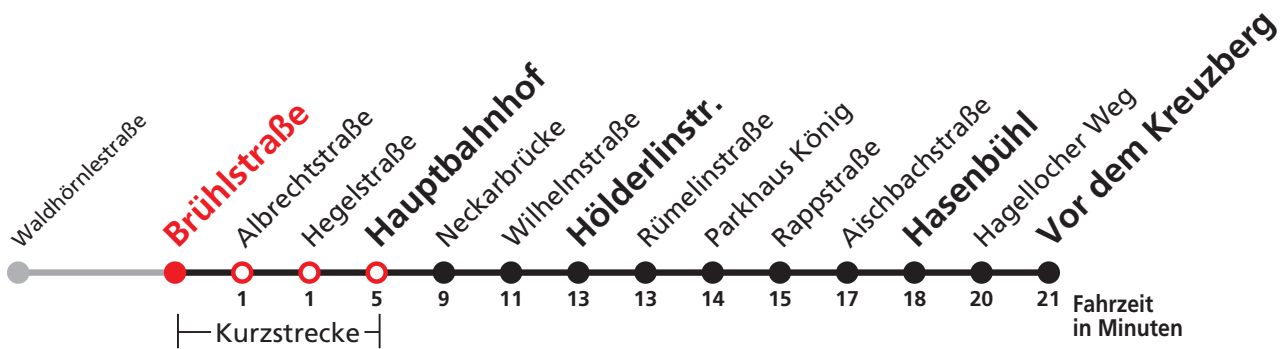 Waldhörnlestraße
Brühlstraße
Albrechtstraße
Hegelstraße
Hauptbahnhof
Neckarbrücke
Wilhelmstraße
Hölderlinstr.
Rümelinstraße
Parkhaus König
Rappstraße
Aischbachstraße
Hasenbühl
Hagellocher Weg
Vor dem Kreuzberg
1 1 5 9 11 13 13 14 15 17 18 20 21 Fahrzeit
in Minuten
Kurzstrecke